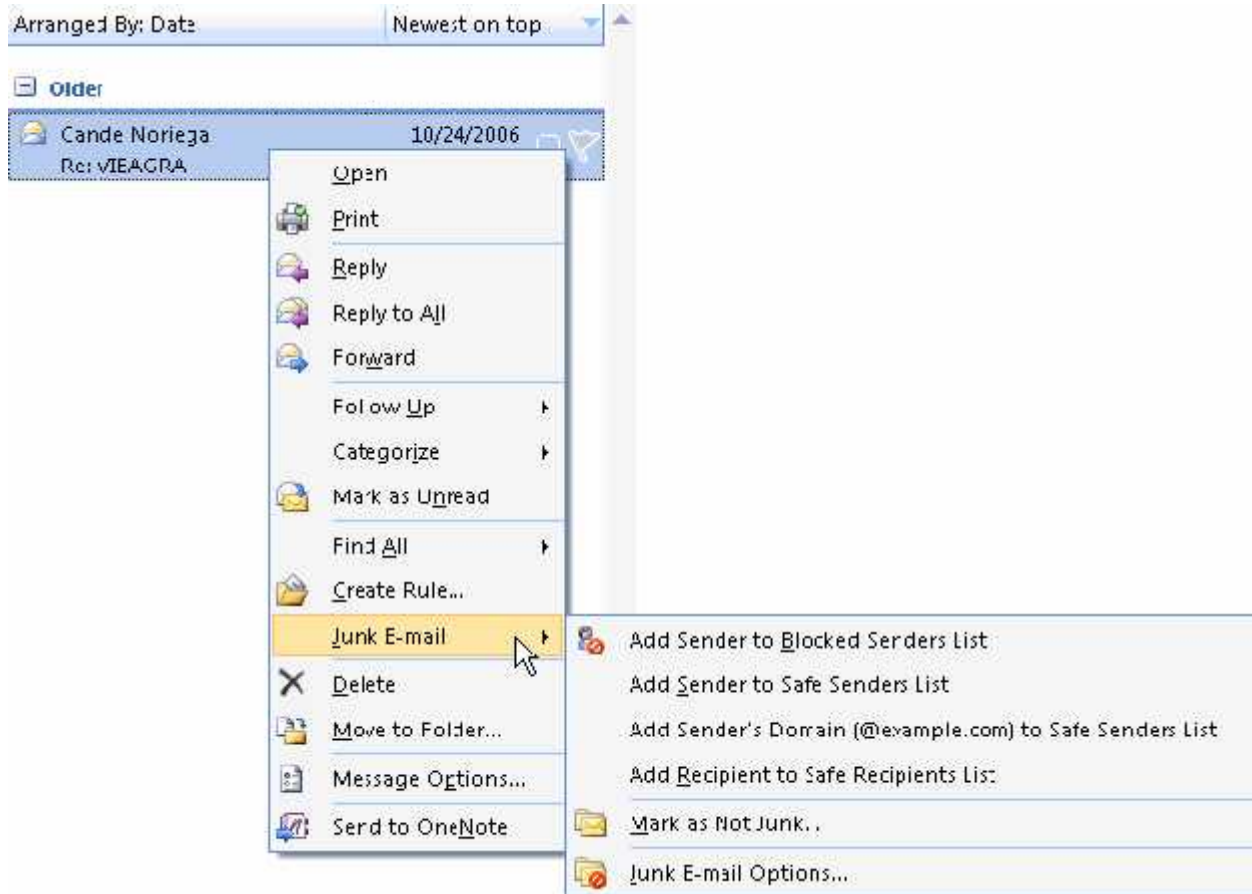 Arranged By: Date Newest on top
Older
Cande Noriega 10/24/2006
Re: vIEAGRA
Open
Print
Reply
Reply to All
Forward
Follow Up
Categorize
Mark as Unread
Find All
Create Rule...
Junk E-mail
Delete
Move to Folder...
Message Options...
Send to OneNote
Add Sender to Blocked Senders List
Add Sender to Safe Senders List
Add Sender's Domain (@example.com) to Safe Senders List
Add Recipient to Safe Recipients List
Mark as Not Junk...
Junk E-mail Options...